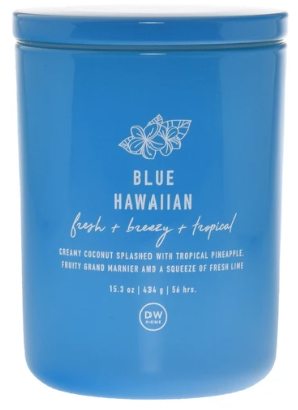 BLUE
HAWAIIAN
fresh + breezy + tropical
CREAMY COCONUT SPLASHED WITH TROPICAL PINEAPPLE,
FRUITY GRAND MARNIER AND A SQUEEZE OF FRESH LIME
15.3 oz | 434 g | 56 hrs.
DW
HOME